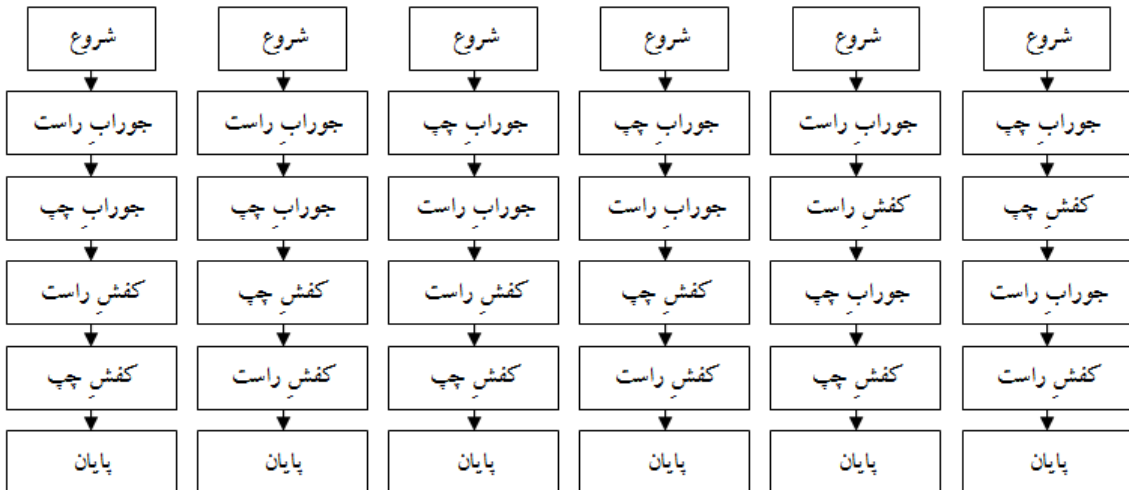 شروع
جورابِ چپ
کفشِ چپ
جورابِ راست
کفشِ راست
پایان
شروع
جورابِ راست
کفشِ راست
جورابِ چپ
کفشِ چپ
پایان
شروع
جورابِ چپ
جورابِ راست
کفشِ چپ
کفشِ راست
پایان
شروع
جورابِ چپ
جورابِ راست
کفشِ راست
کفشِ چپ
پایان
شروع
جورابِ راست
جورابِ چپ
کفشِ چپ
کفشِ راست
پایان
شروع
جورابِ راست
جورابِ چپ
کفشِ راست
کفشِ چپ
پایان